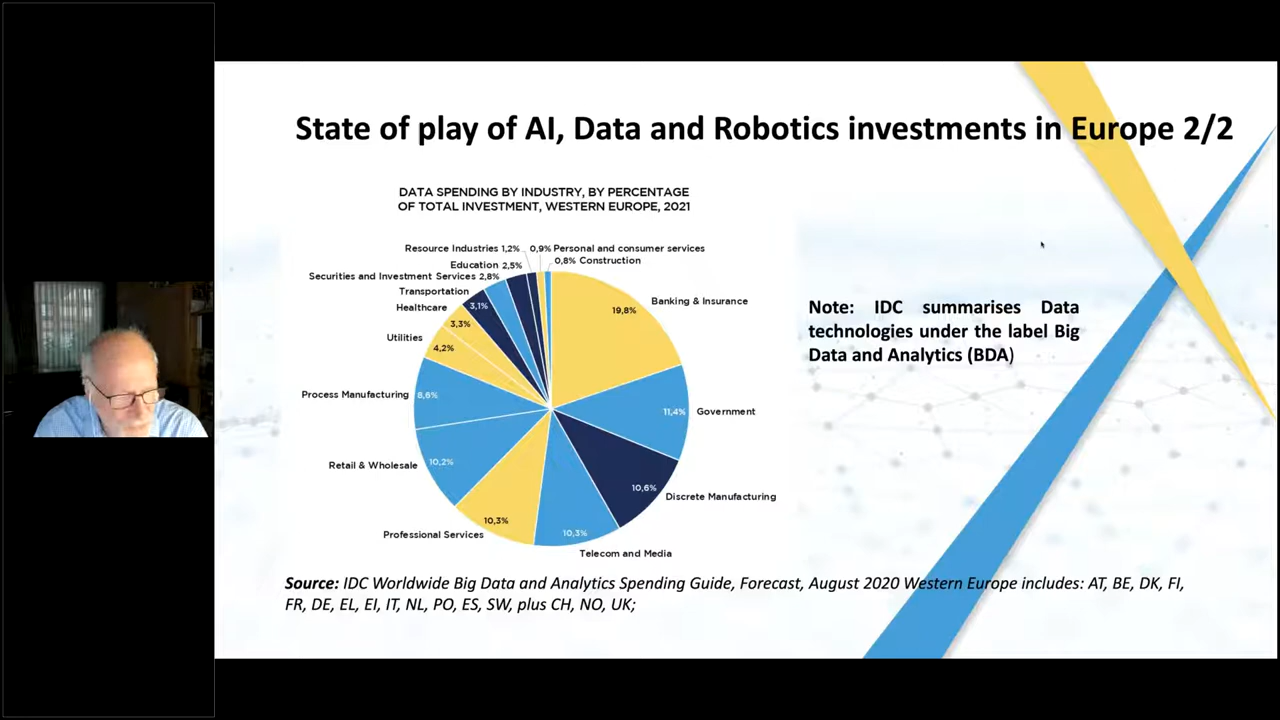 State of play of AI, Data and Robotics investments in Europe 2/2
DATA SPENDING BY INDUSTRY, BY PERCENTAGE
OF TOTAL INVESTMENT, WESTERN EUROPE, 2021
Resource Industries 1,2%
0,9% Personal and consumer services
0,8% Construction
Education 2,5%
Securities and Investment Services 2,8%
Transportation
3,1%
Healthcare
3,3%
Utilities
4,2%
Process Manufacturing
8,6%
Retail & Wholesale
10,2%
Professional Services
10,3%
Telecom and Media
10,3%
Discrete Manufacturing
10,6%
Government
11,4%
Banking & Insurance
19,8%
Note: IDC summarises Data
technologies under the label Big
Data and Analytics (BDA)
Source: IDC Worldwide Big Data and Analytics Spending Guide, Forecast, August 2020 Western Europe includes: AT, BE, DK, FI,
FR, DE, EL, EI, IT, NL, PO, ES, SW, plus CH, NO, UK;